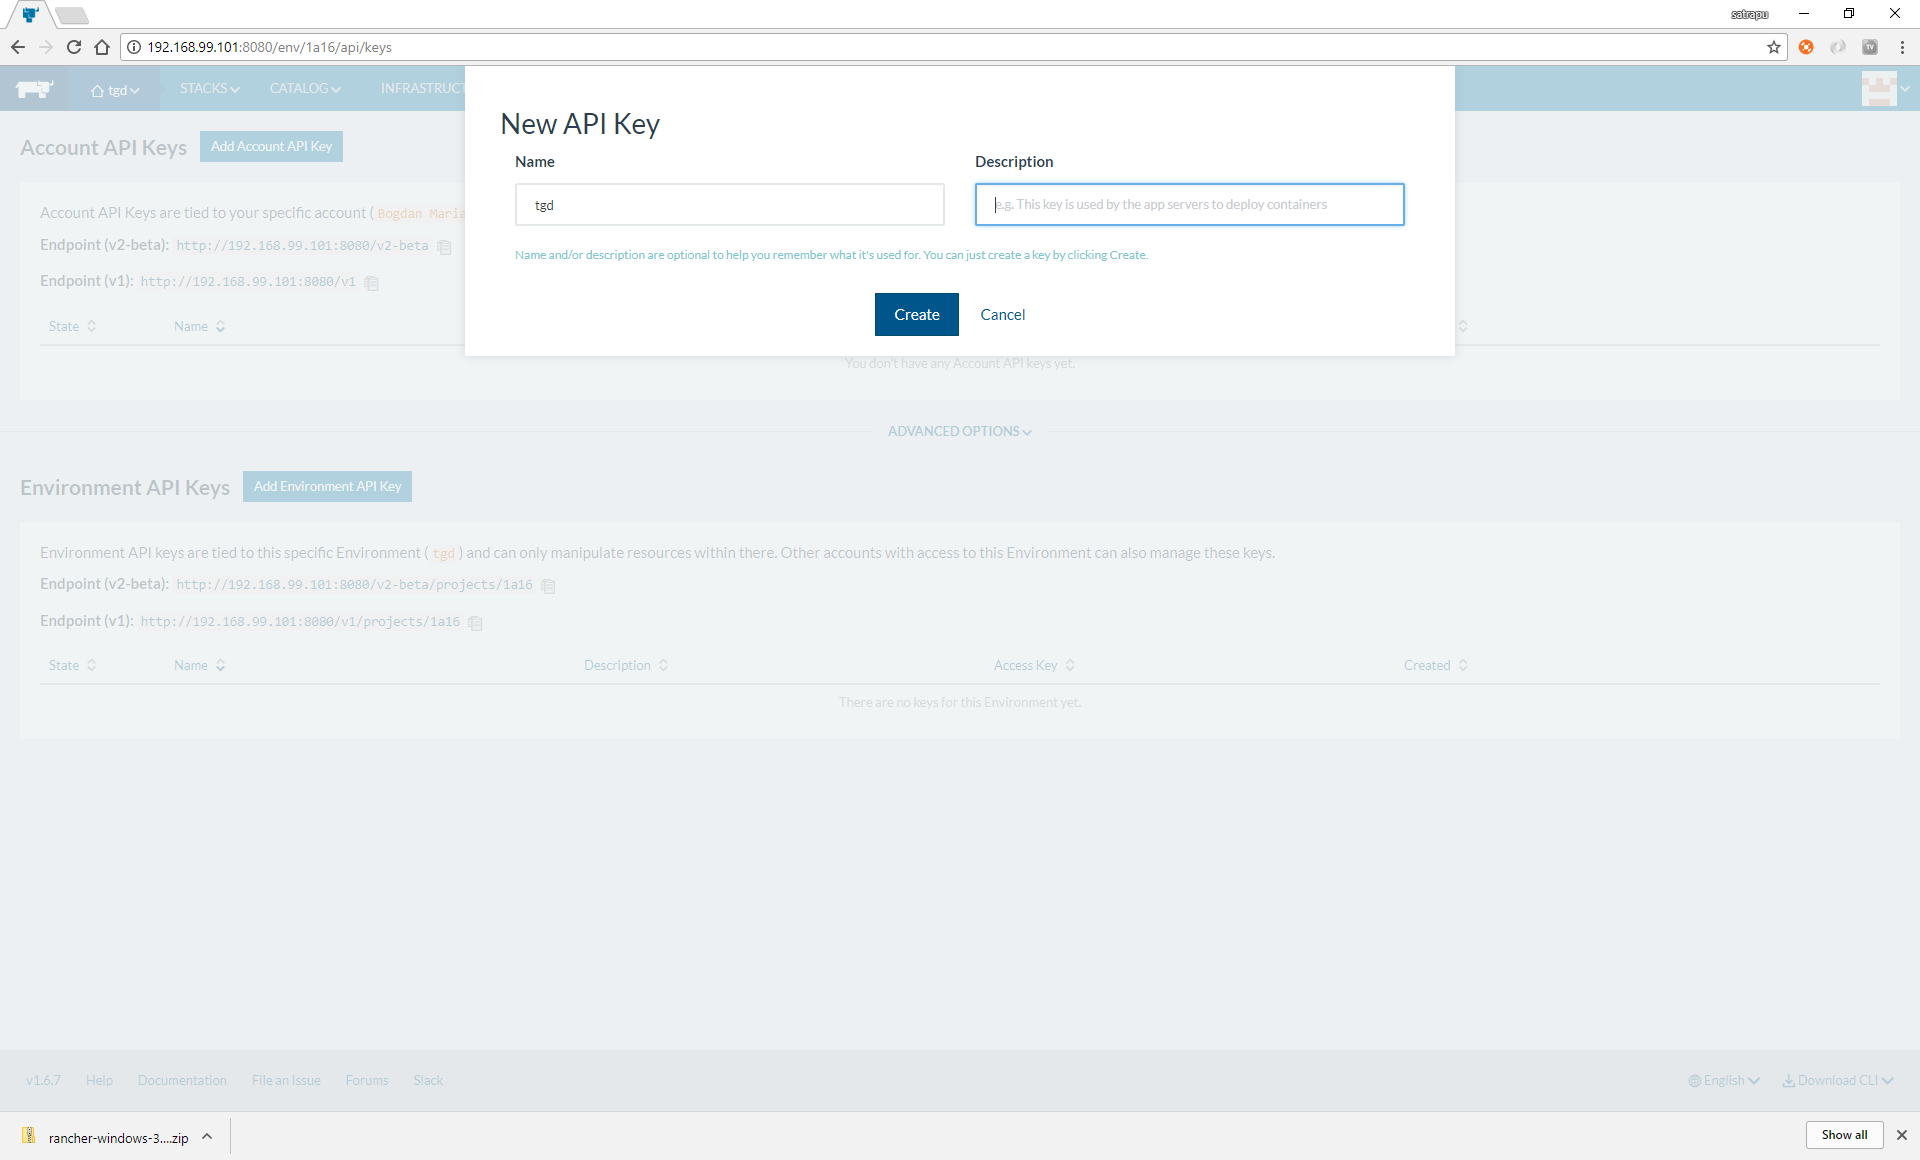 satrapu
192.168.99.101:8080/env/1a16/api/keys
tgd
STACKS
CATALOG
INFRASTRUCT
New API Key
Name
Description
tgd
e.g. This key is used by the app servers to deploy containers
Name and/or description are optional to help you remember what it's used for. You can just create a key by clicking Create.
Create
Cancel
Account API Keys
Add Account API Key
Account API Keys are tied to your specific account ( Bogdan Maria
Endpoint (v2-beta): http://192.168.99.101:8080/v2-beta
Endpoint (v1): http://192.168.99.101:8080/v1
State
Name
You don't have any Account API keys yet.
ADVANCED OPTIONS
Environment API Keys
Add Environment API Key
Environment API keys are tied to this specific Environment ( tgd ) and can only manipulate resources within there. Other accounts with access to this Environment can also manage these keys.
Endpoint (v2-beta): http://192.168.99.101:8080/v2-beta/projects/1a16
Endpoint (v1): http://192.168.99.101:8080/v1/projects/1a16
State
Name
Description
Access Key
Created
There are no keys for this Environment yet.
v1.6.7
Help
Documentation
File an Issue
Forums
Slack
English
Download CLI
rancher-windows-3....zip
Show all